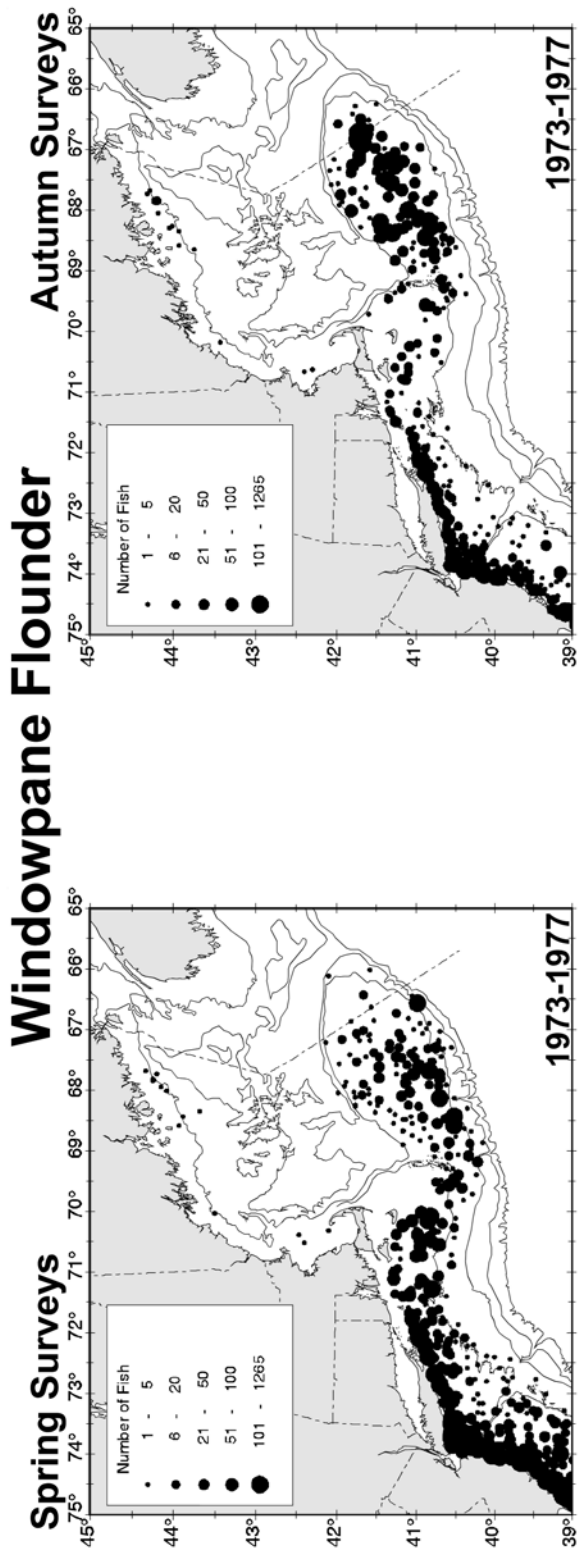 Windowpane Flounder
Spring Surveys
75° 74° 73° 72° 71° 70° 69° 68° 67° 66° 65°
45°
44°
43°
42°
41°
40°
39°
Number of Fish
1 - 5
6 - 20
21 - 50
51 - 100
101 - 1265
1973-1977
Autumn Surveys
75° 74° 73° 72° 71° 70° 69° 68° 67° 66° 65°
45°
44°
43°
42°
41°
40°
39°
Number of Fish
1 - 5
6 - 20
21 - 50
51 - 100
101 - 1265
1973-1977